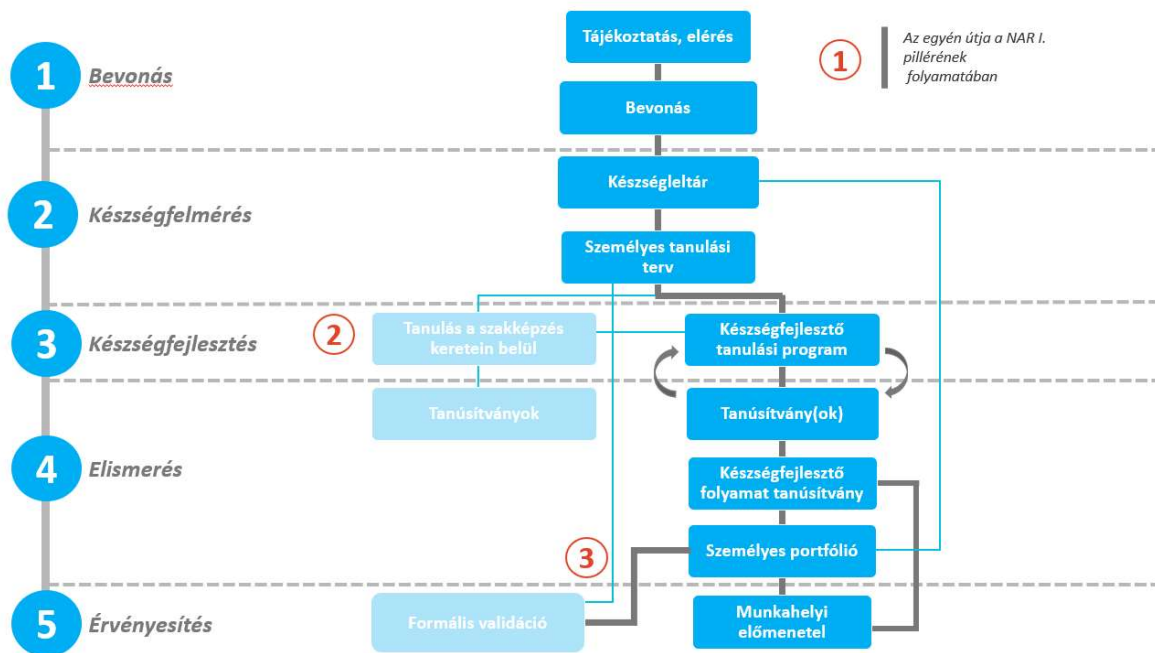 Tájékoztatás, elérés
1
Az egyén útja a NAR I.
pillérének
folyamatában
1
Bevonás
Bevonás
Készségleltár
2
Készségfelmérés
Személyes tanulási
terv
3
Készségfejlesztés
2
Tanulás a szakképzés
keretein belül
Készségfejlesztő
tanulási program
Tanúsítványok
Tanúsítvány(ok)
4
Elismerés
Készségfejlesztő
folyamat tanúsítvány
3
Személyes portfólió
5
Érvényesítés
Formális validáció
Munkahelyi
előmenetel